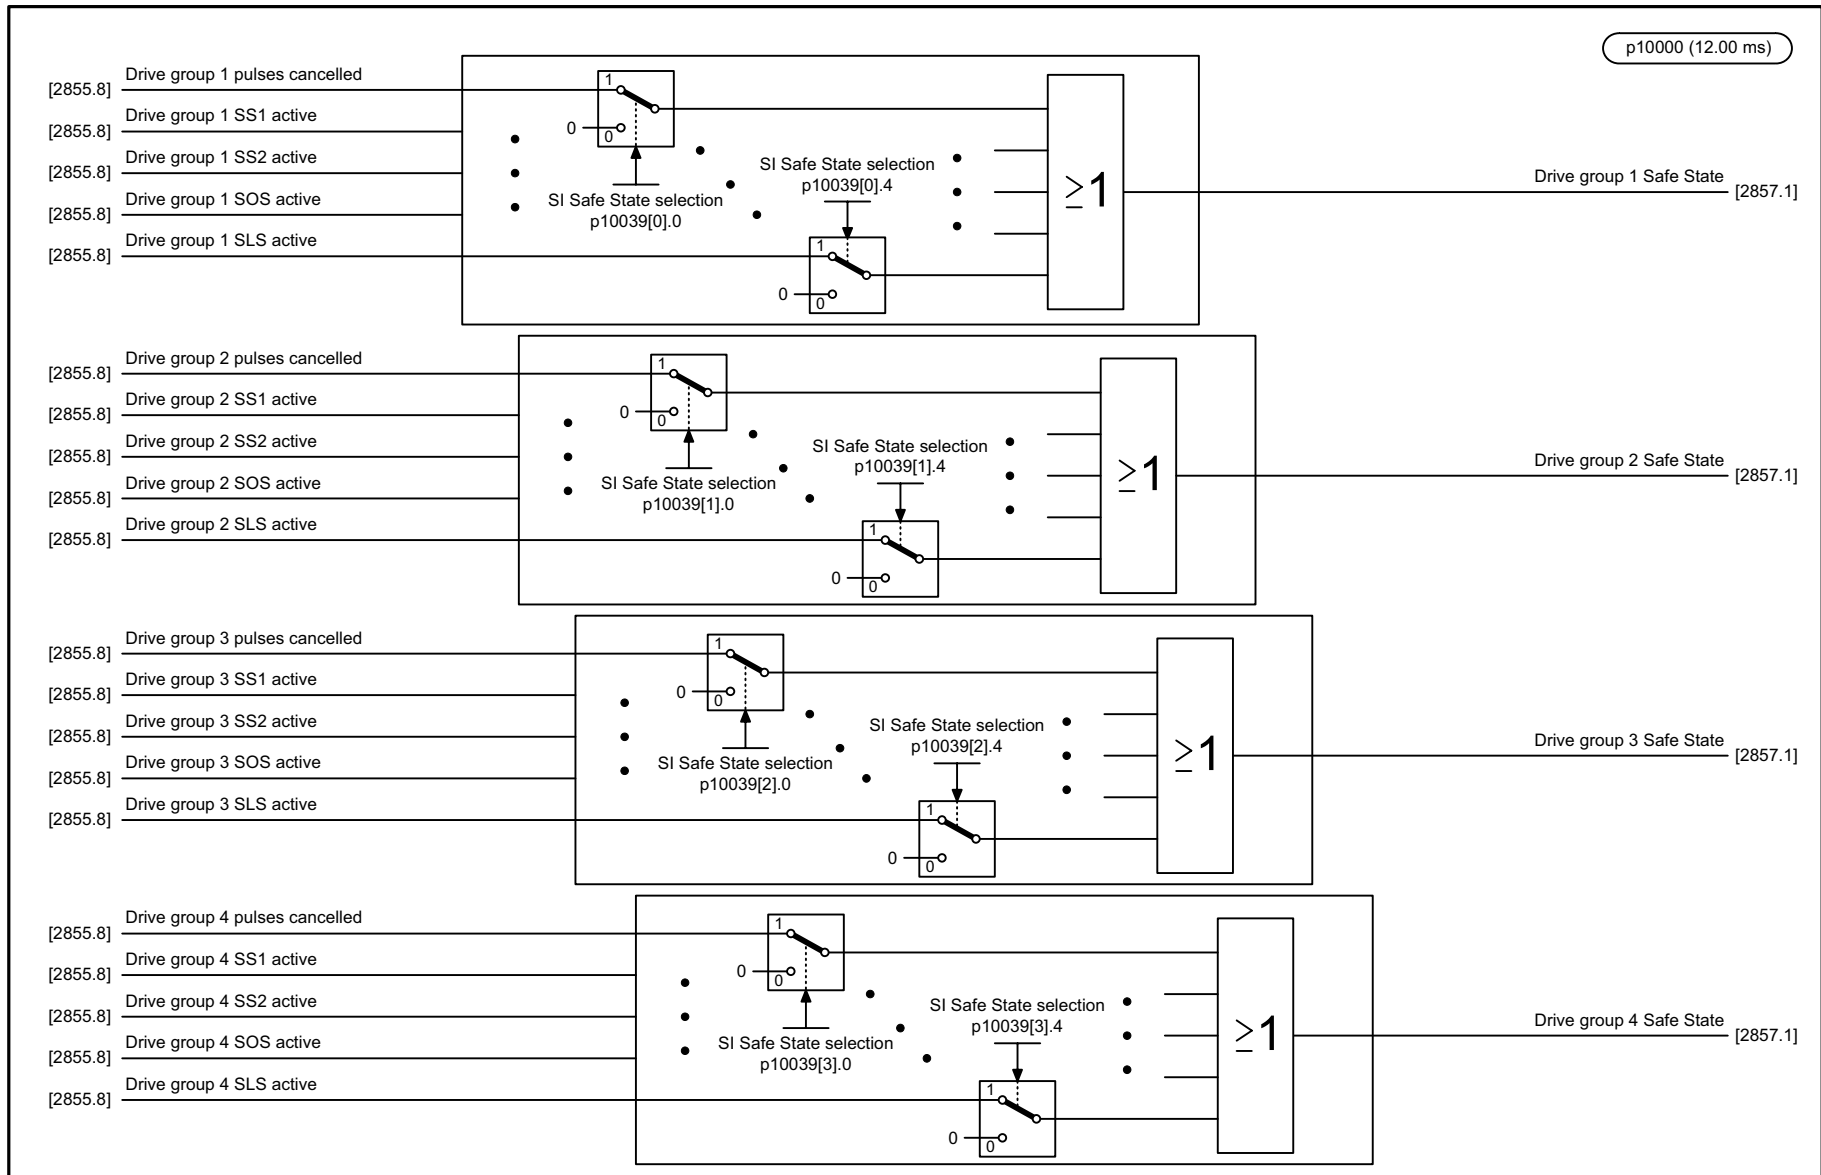 p10000 (12.00 ms)
Drive group 1 pulses cancelled
[2855.8]
1
Drive group 1 SS1 active
[2855.8]
0
0
Drive group 1 SS2 active
[2855.8]
SI Safe State selection
p10039[0].4
SI Safe State selection
p10039[0].0
≥1
Drive group 1 Safe State
[2857.1]
Drive group 1 SOS active
[2855.8]
Drive group 1 SLS active
[2855.8]
1
0
0
Drive group 2 pulses cancelled
[2855.8]
1
Drive group 2 SS1 active
[2855.8]
0
0
Drive group 2 SS2 active
[2855.8]
SI Safe State selection
p10039[1].4
SI Safe State selection
p10039[1].0
≥1
Drive group 2 Safe State
[2857.1]
Drive group 2 SOS active
[2855.8]
Drive group 2 SLS active
[2855.8]
1
0
0
Drive group 3 pulses cancelled
[2855.8]
1
Drive group 3 SS1 active
[2855.8]
0
0
Drive group 3 SS2 active
[2855.8]
SI Safe State selection
p10039[2].4
SI Safe State selection
p10039[2].0
≥1
Drive group 3 Safe State
[2857.1]
Drive group 3 SOS active
[2855.8]
Drive group 3 SLS active
[2855.8]
1
0
0
Drive group 4 pulses cancelled
[2855.8]
1
Drive group 4 SS1 active
[2855.8]
0
0
Drive group 4 SS2 active
[2855.8]
SI Safe State selection
p10039[3].4
SI Safe State selection
p10039[3].0
≥1
Drive group 4 Safe State
[2857.1]
Drive group 4 SOS active
[2855.8]
Drive group 4 SLS active
[2855.8]
1
0
0